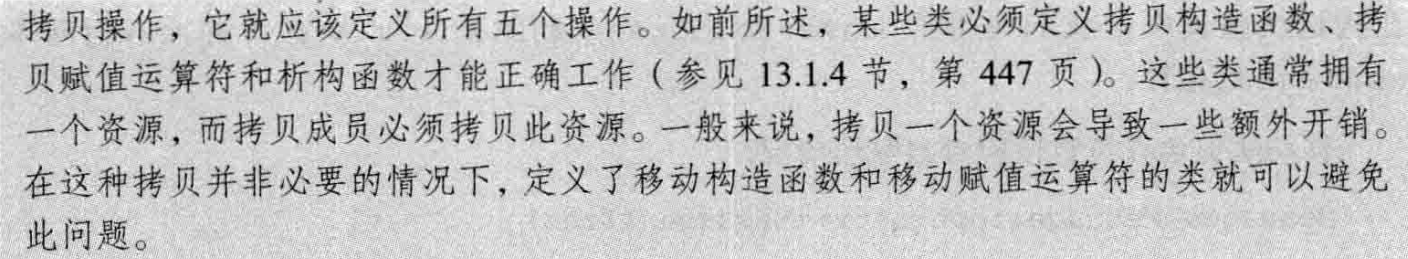 拷贝操作，它就应该定义所有五个操作。如前所述，某些类必须定义拷贝构造函数、拷
贝赋值运算符和析构函数才能正确工作（参见 13.1.4 节，第 447 页）。这些类通常拥有
一个资源，而拷贝成员必须拷贝此资源。一般来说，拷贝一个资源会导致一些额外开销。
在这种拷贝并非必要的情况下，定义了移动构造函数和移动赋值运算符的类就可以避免
此问题。